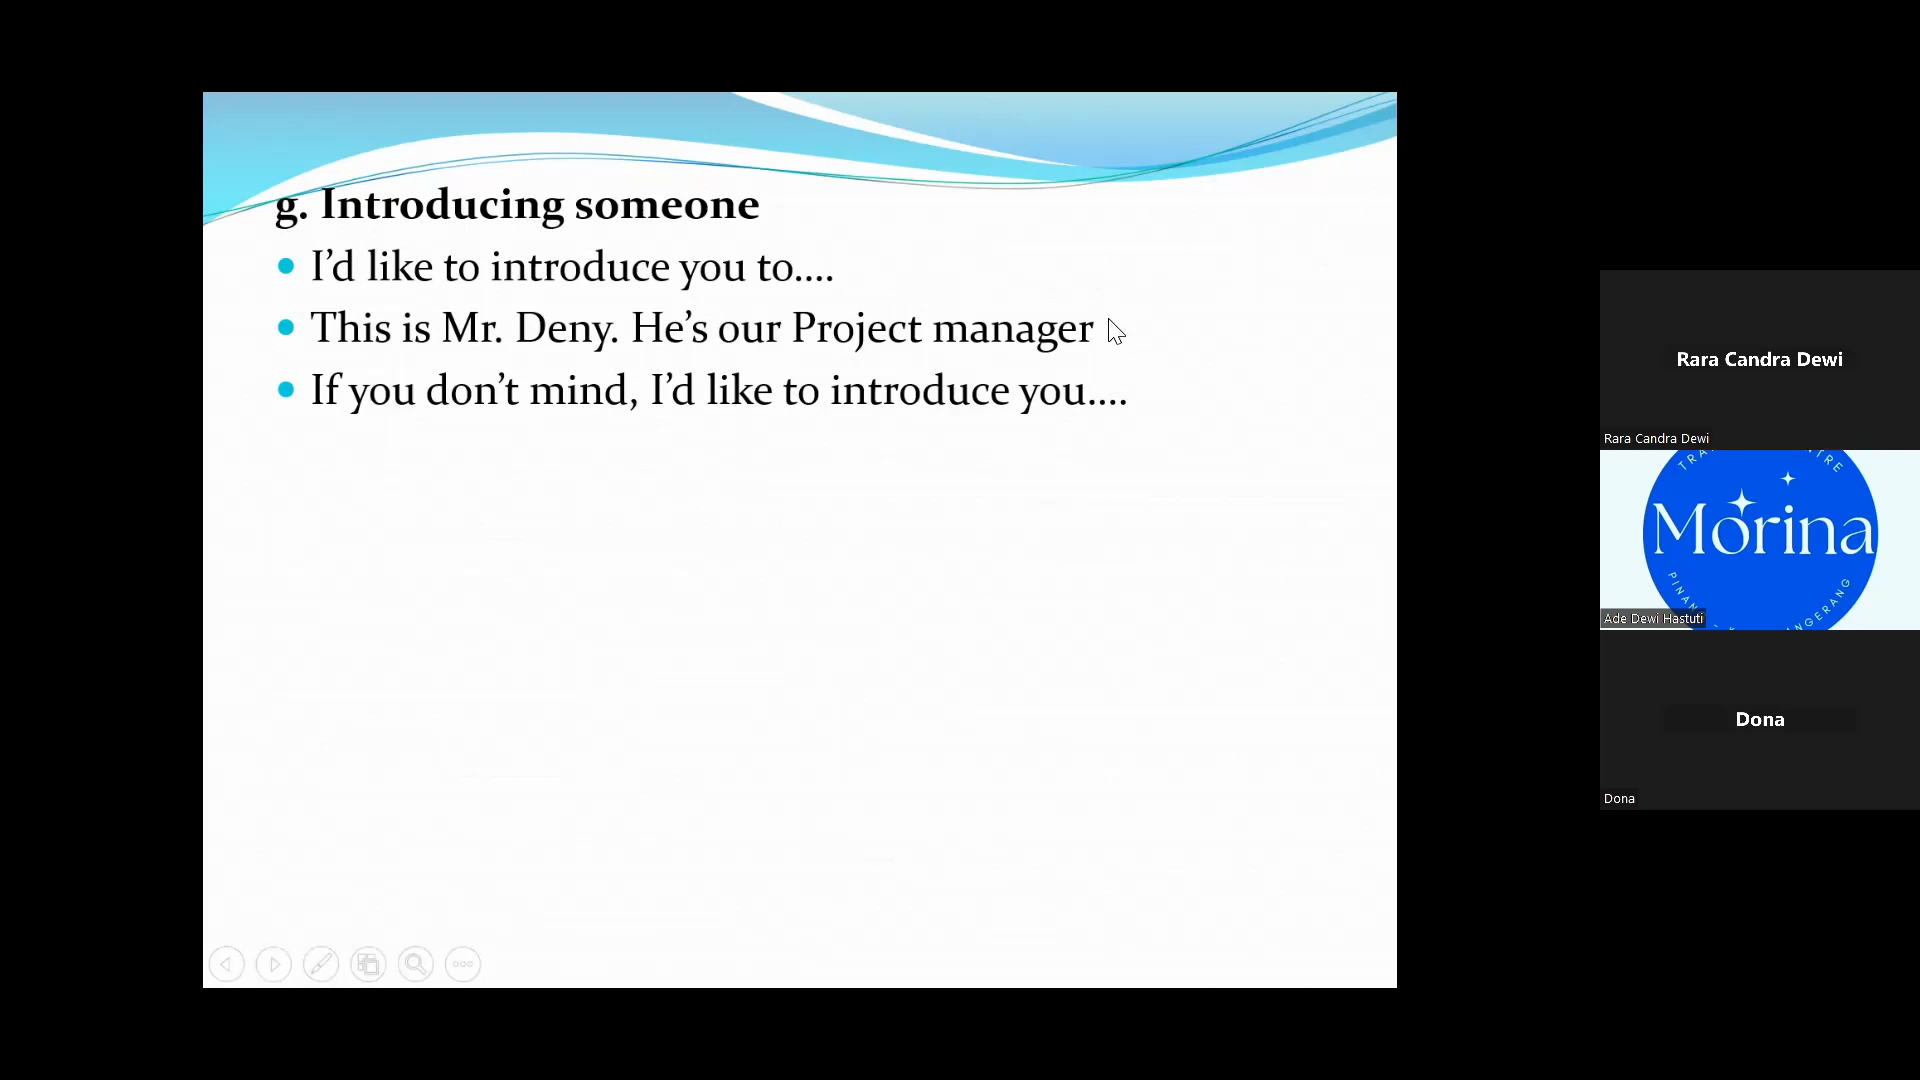 g. Introducing someone
I’d like to introduce you to....
This is Mr. Deny. He’s our Project manager
If you don’t mind, I’d like to introduce you....
Rara Candra Dewi
Rara Candra Dewi
Morina
Ade Dewi Hastuti
Dona
Dona